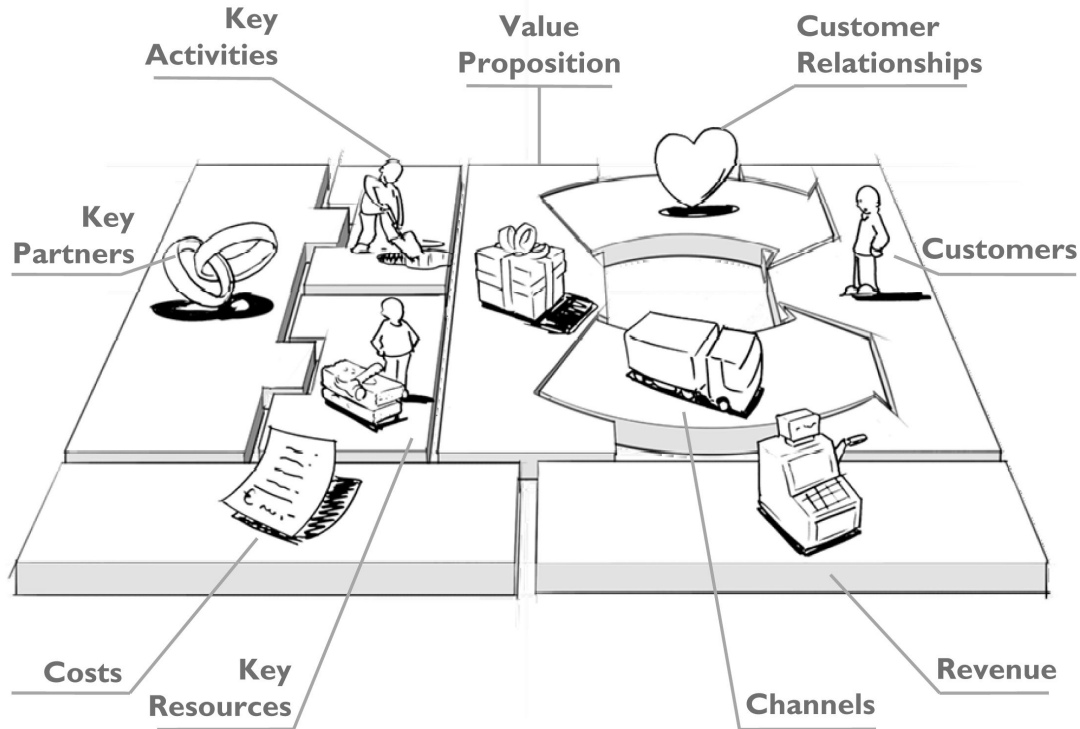 Key
Activities
Value
Proposition
Customer
Relationships
Key
Partners
Customers
Costs
Key
Resources
Channels
Revenue